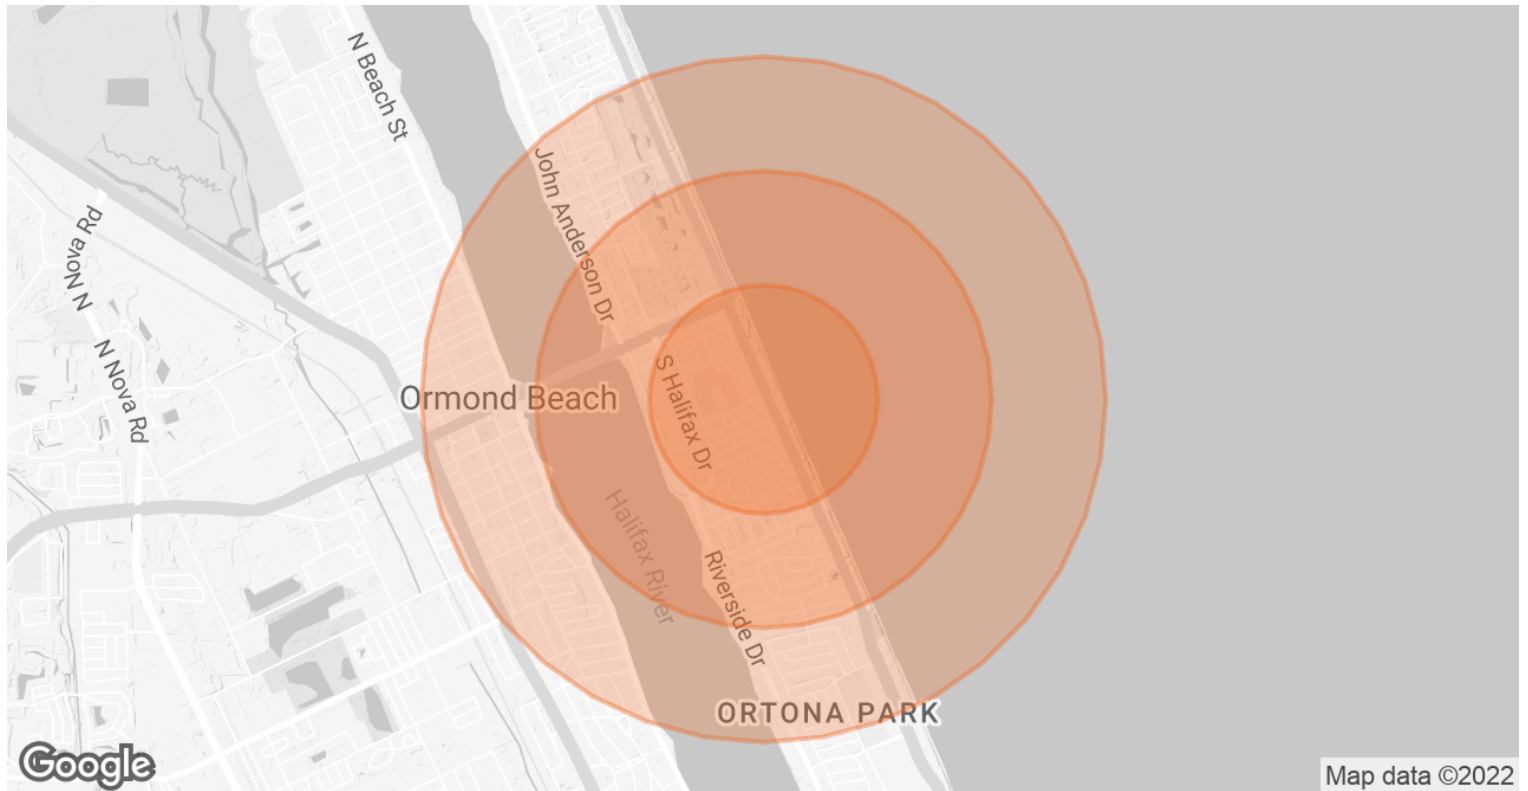 N Beach St
John Anderson Dr
N Nova Rd
N Nova Rd
Ormond Beach
S Halifax Dr
Halifax River
Riverside Dr
ORTONA PARK
Google
Map data ©2022